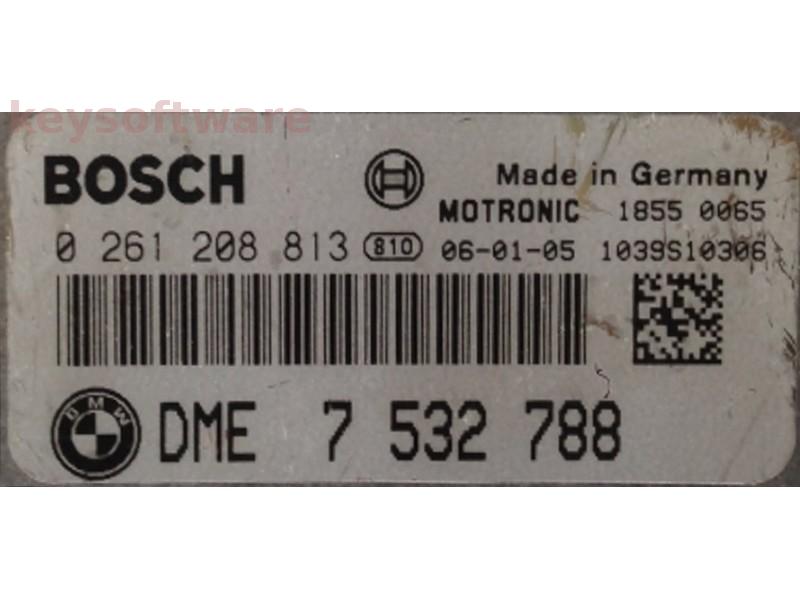 keysoftware
BOSCH
Made in Germany
MOTRONIC 1855 0065
0 261 208 813 810 06-01-05 1039S10306
BMW DME 7 532 788